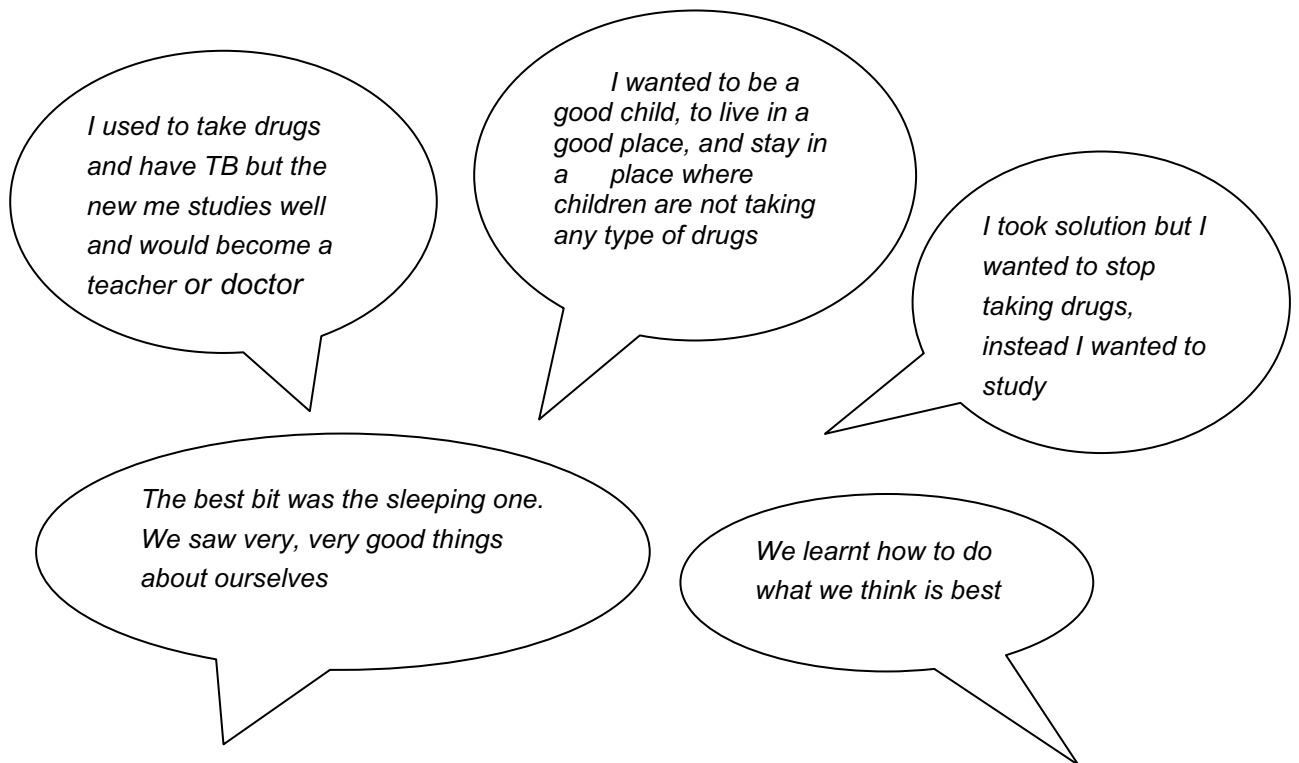 I used to take drugs
and have TB but the
new me studies well
and would become a
teacher or doctor
I wanted to be a
good child, to live in a
good place, and stay in
a place where
children are not taking
any type of drugs
I took solution but I
wanted to stop
taking drugs,
instead I wanted to
study
The best bit was the sleeping one.
We saw very, very good things
about ourselves
We learnt how to do
what we think is best